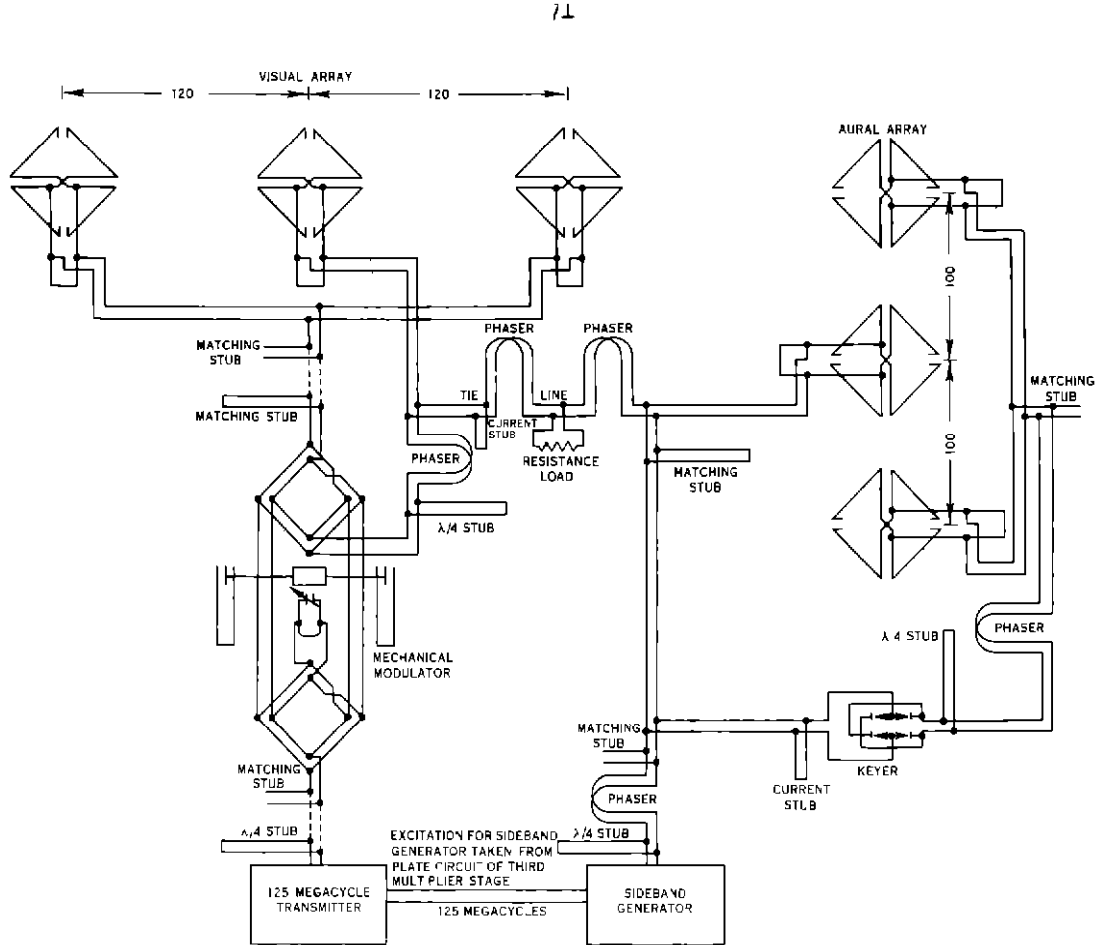 71
VISUAL ARRAY
120
120
AURAL ARRAY
100
100
PHASER
PHASER
MATCHING
STUB
MATCHING STUB
TIE
LINE
CURRENT
STUB
RESISTANCE
LOAD
PHASER
MATCHING
STUB
MATCHING
STUB
λ/4 STUB
MECHANICAL
MODULATOR
PHASER
λ 4 STUB
KEYER
CURRENT
STUB
MATCHING
STUB
MATCHING
STUB
PHASER
λ/4 STUB
EXCITATION FOR SIDEBAND
GENERATOR TAKEN FROM
PLATE CIRCUIT OF THIRD
MULT PLIER STAGE
λ/4 STUB
125 MEGACYCLE
TRANSMITTER
125 MEGACYCLES
SIDEBAND
GENERATOR